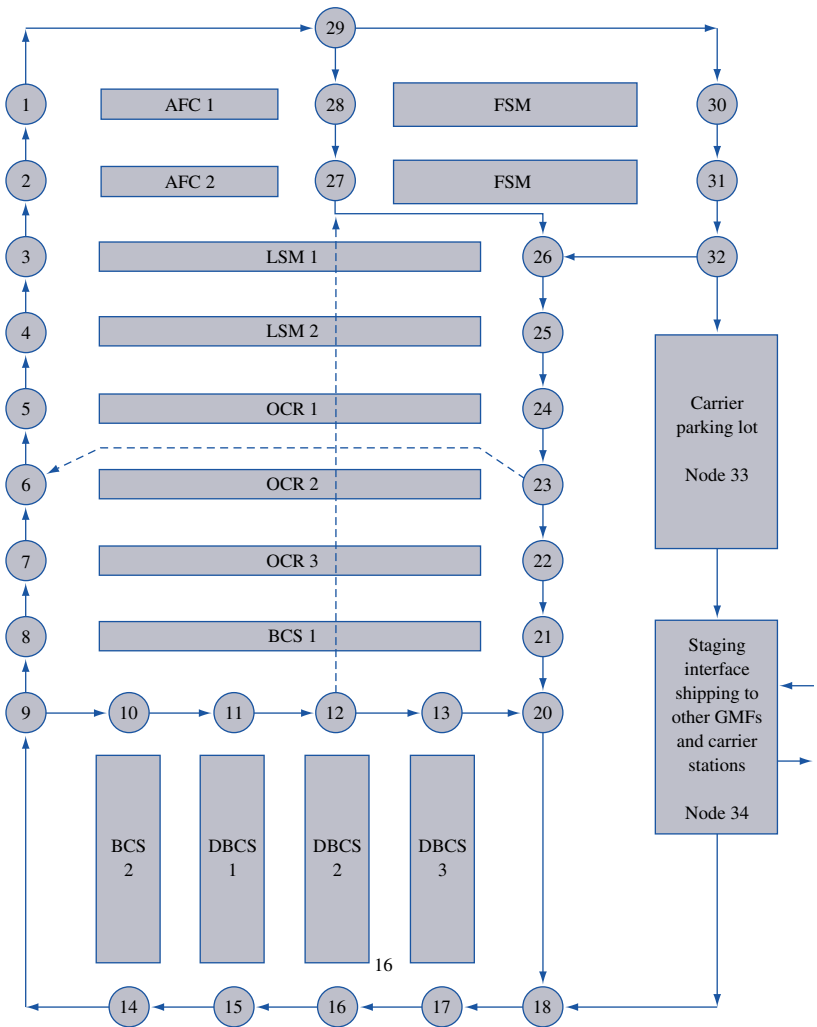 29
1
AFC 1
28
FSM
30
2
AFC 2
27
FSM
31
3
LSM 1
26
32
4
LSM 2
25
5
OCR 1
24
Carrier
parking lot
Node 33
6
OCR 2
23
7
OCR 3
22
8
BCS 1
21
Staging
interface
shipping to
other GMFs
and carrier
stations
Node 34
9
10
11
12
13
20
BCS
2
DBCS
1
DBCS
2
DBCS
3
16
14
15
16
17
18